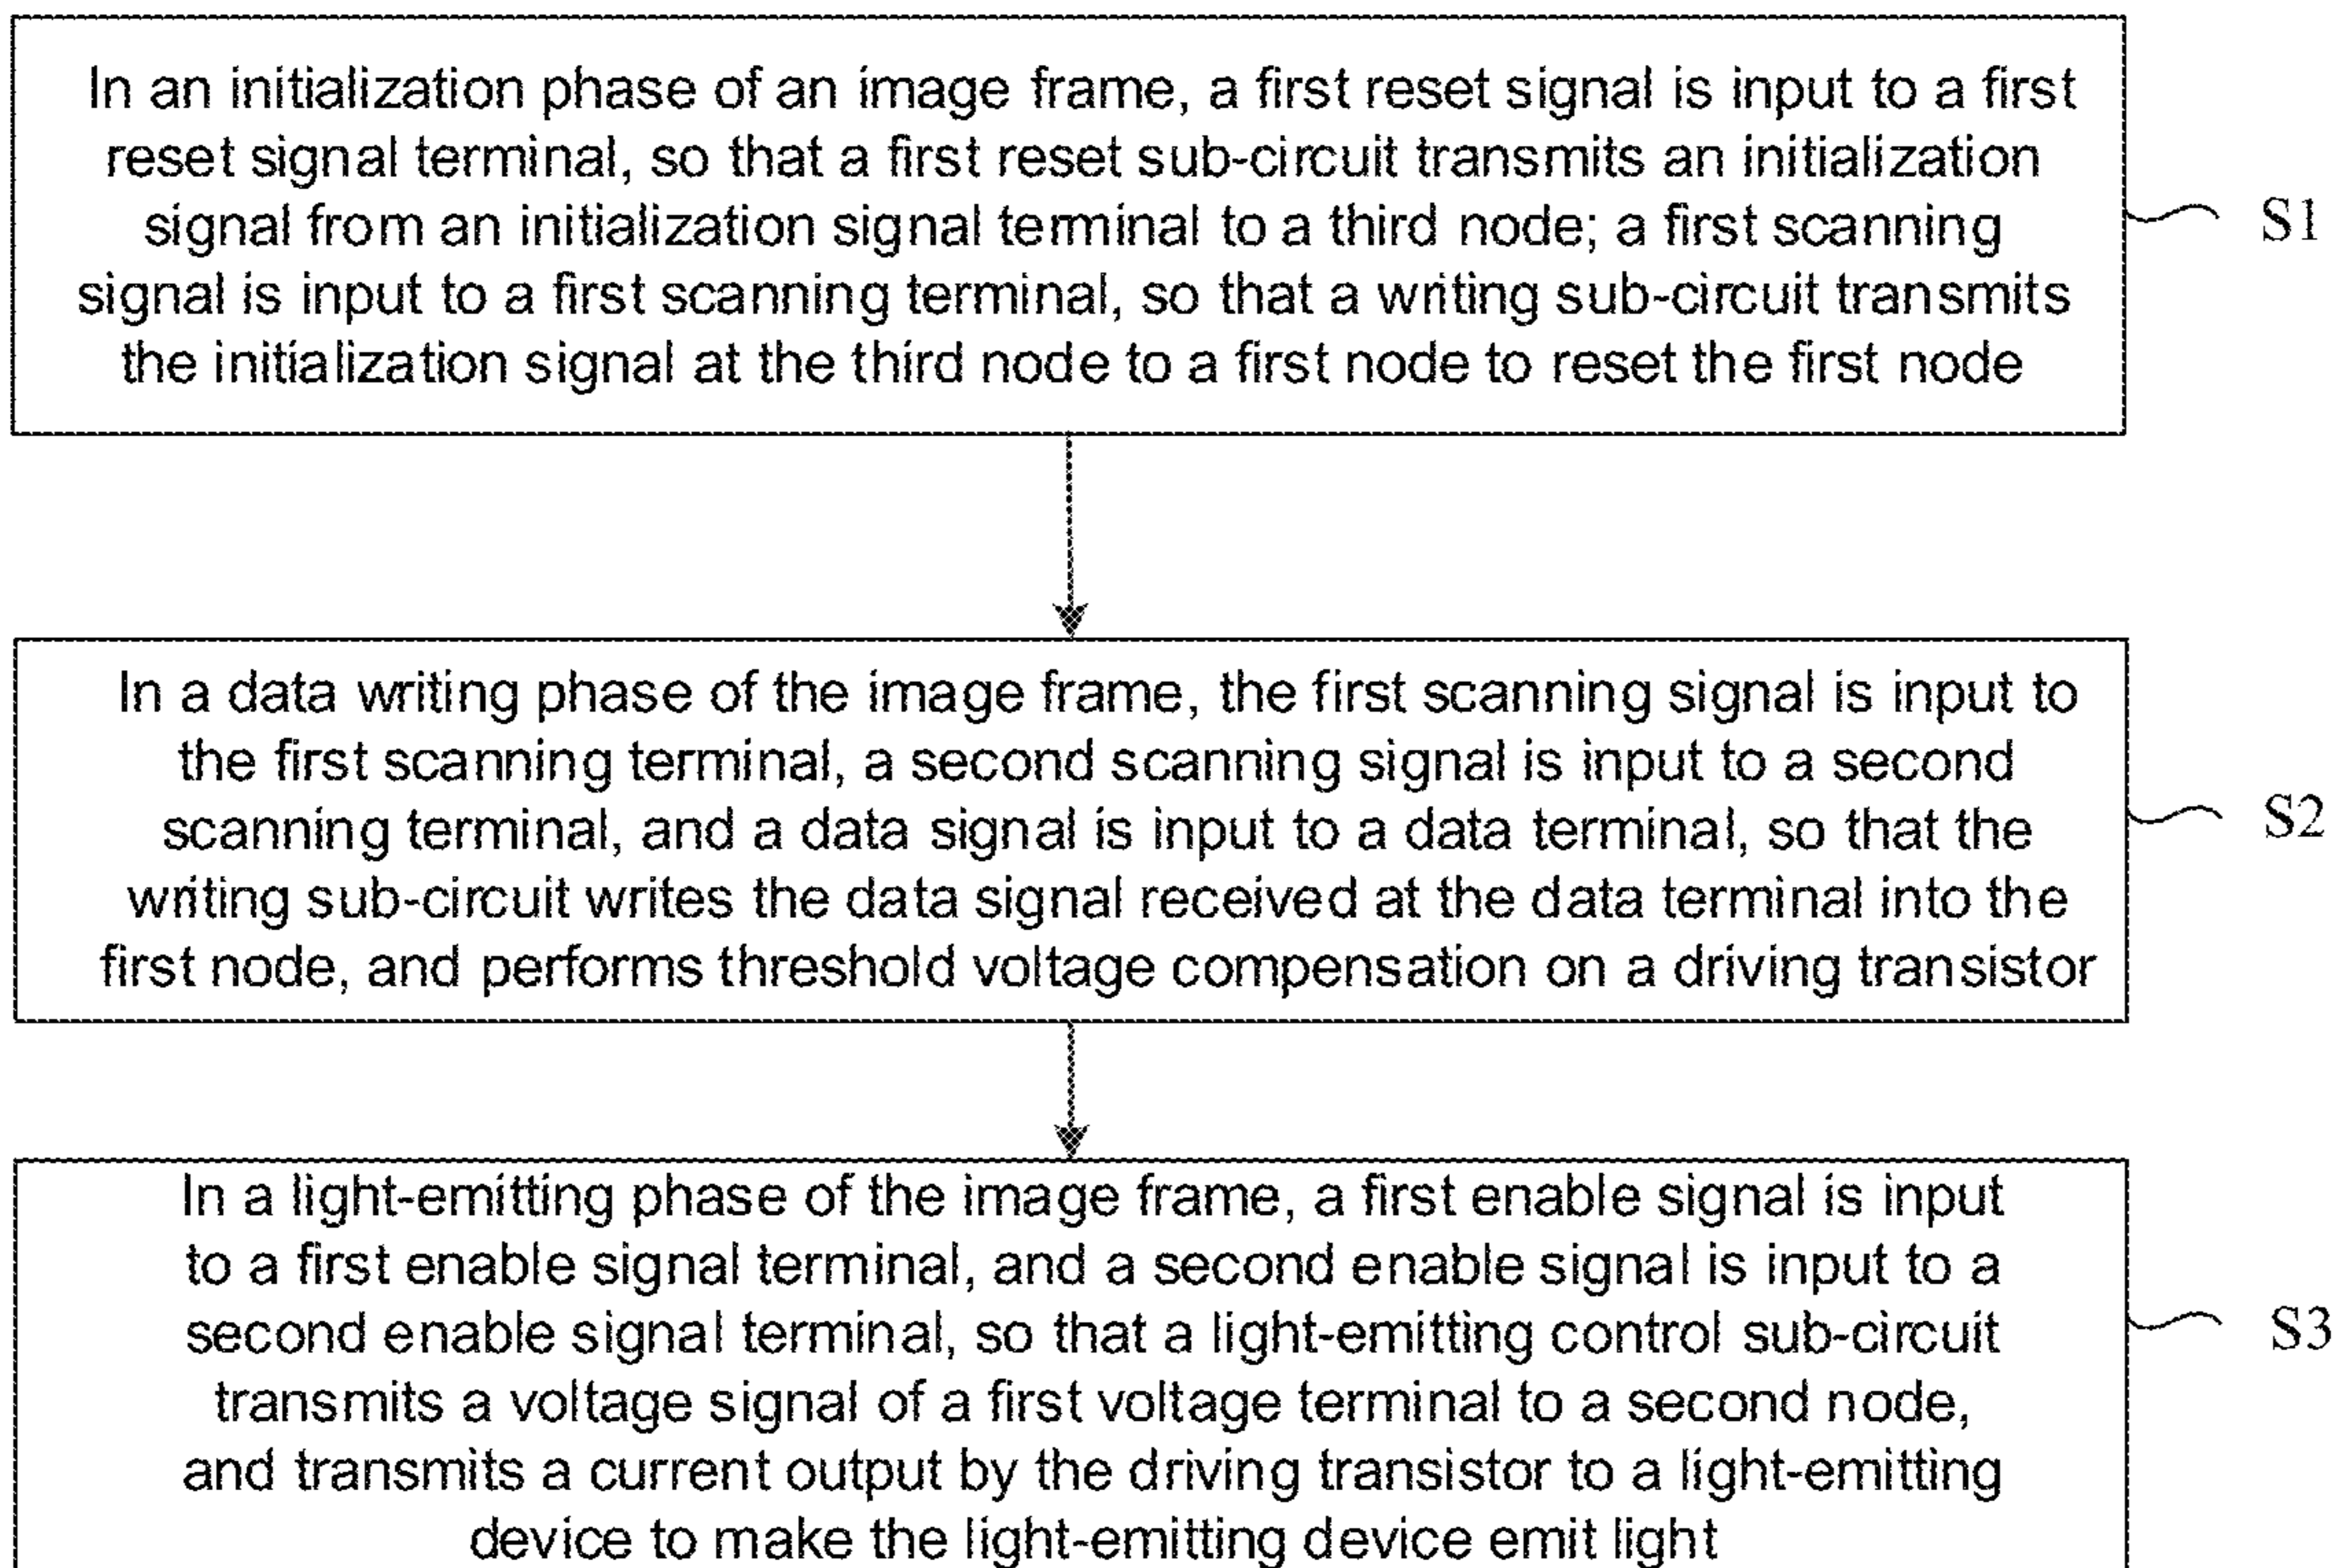 In an initialization phase of an image frame, a first reset signal is input to a first
reset signal terminal, so that a first reset sub-circuit transmits an initialization
signal from an initialization signal terminal to a third node; a first scanning
signal is input to a first scanning terminal, so that a writing sub-circuit transmits
the initialization signal at the third node to a first node to reset the first node
S1
In a data writing phase of the image frame, the first scanning signal is input to
the first scanning terminal, a second scanning signal is input to a second
scanning terminal, and a data signal is input to a data terminal, so that the
writing sub-circuit writes the data signal received at the data terminal into the
first node, and performs threshold voltage compensation on a driving transistor
S2
In a light-emitting phase of the image frame, a first enable signal is input
to a first enable signal terminal, and a second enable signal is input to a
second enable signal terminal, so that a light-emitting control sub-circuit
transmits a voltage signal of a first voltage terminal to a second node,
and transmits a current output by the driving transistor to a light-emitting
device to make the light-emitting device emit light
S3